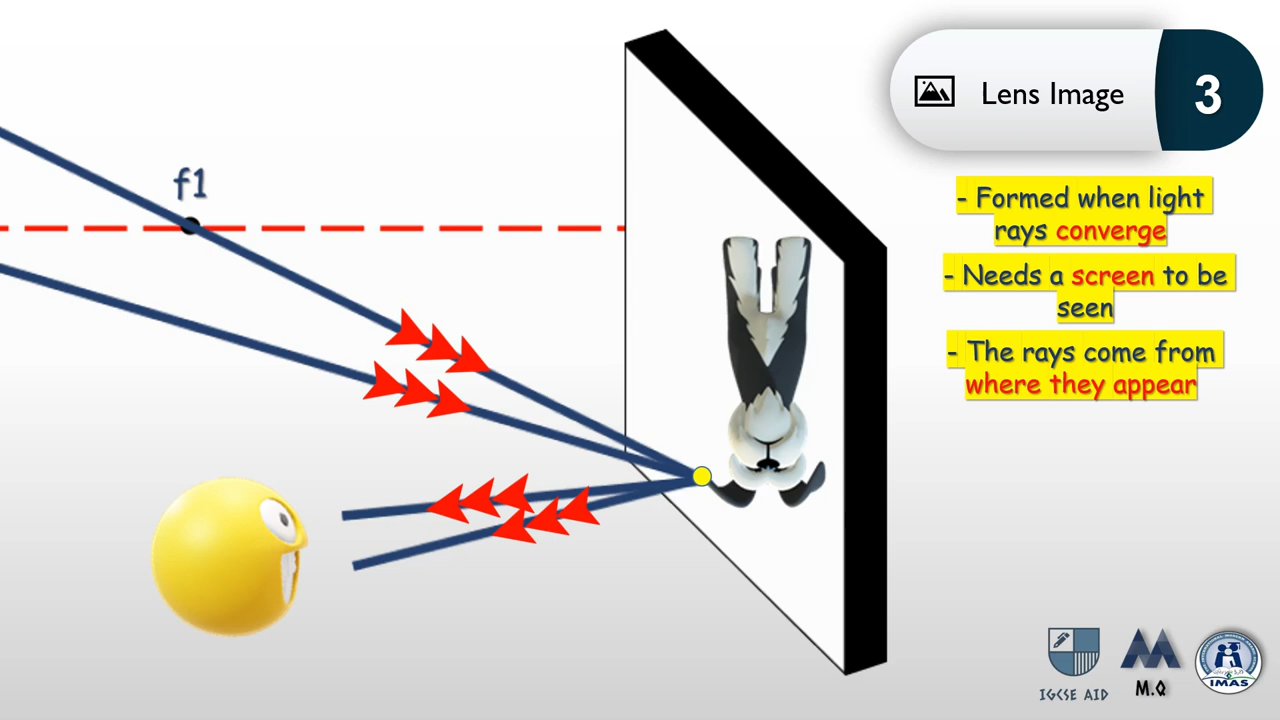 Lens Image
3
f1
- Formed when light
rays converge
- Needs a screen to be
seen
- The rays come from
where they appear
IGCSE AID
M.Q
IMAS